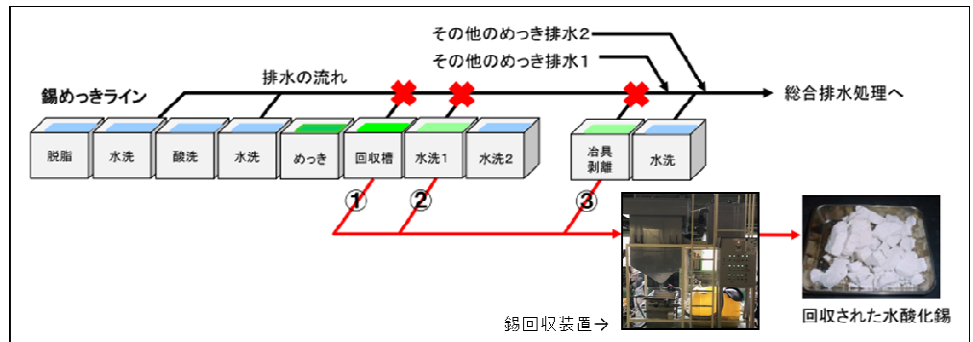 その他のめっき排水2
その他のめっき排水1
排水の流れ
錫めっきライン
総合排水処理へ
脱脂
水洗
酸洗
水洗
めっき
回収槽
水洗1
水洗2
冶具
剥離
水洗
①
②
③
錫回収装置→
回収された水酸化錫